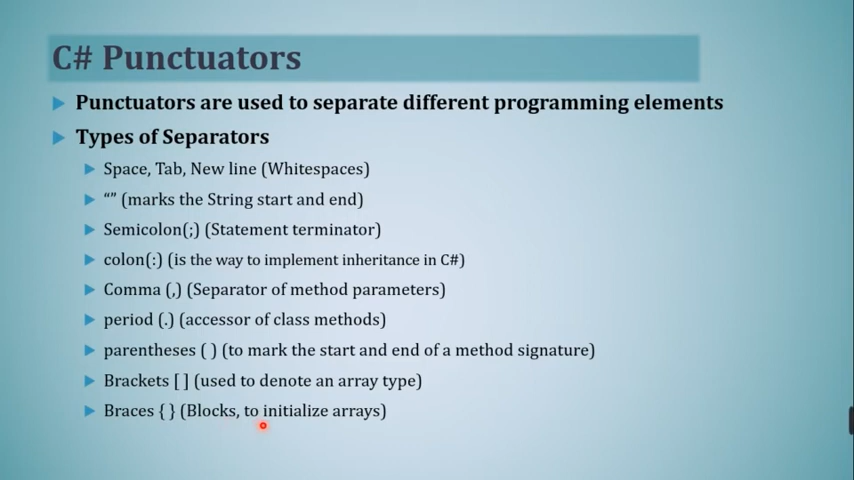 C# Punctuators
Punctuators are used to separate different programming elements
Types of Separators
Space, Tab, New line (Whitespaces)
“” (marks the String start and end)
Semicolon(;) (Statement terminator)
colon(:) (is the way to implement inheritance in C#)
Comma (,) (Separator of method parameters)
period (.) (accessor of class methods)
parentheses ( ) (to mark the start and end of a method signature)
Brackets [ ] (used to denote an array type)
Braces { } (Blocks, to initialize arrays)